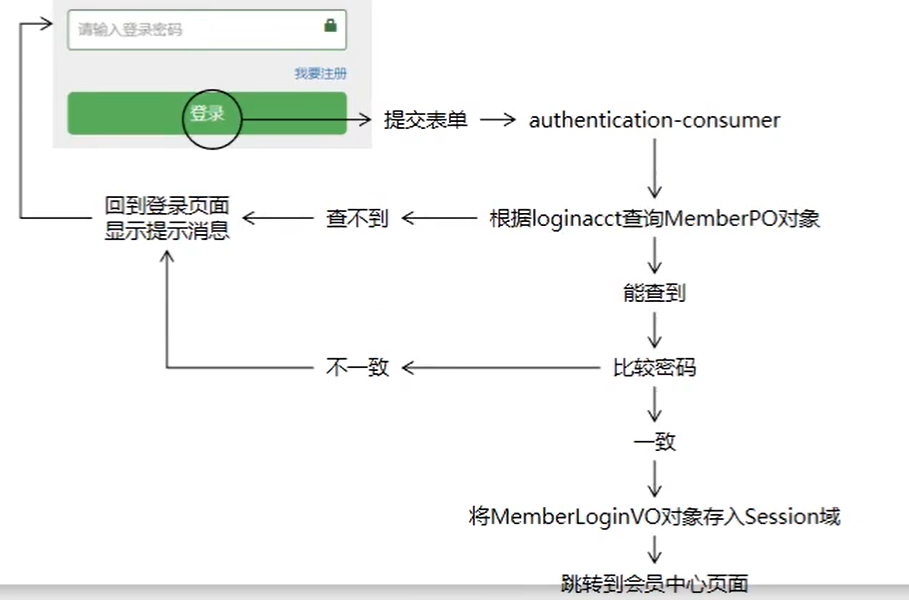 请输入登录密码
我要注册
登录
提交表单
authentication-consumer
回到登录页面
显示提示消息
查不到
根据loginacct查询MemberPO对象
能查到
不一致
比较密码
一致
将MemberLoginVO对象存入Session域
跳转到会员中心页面